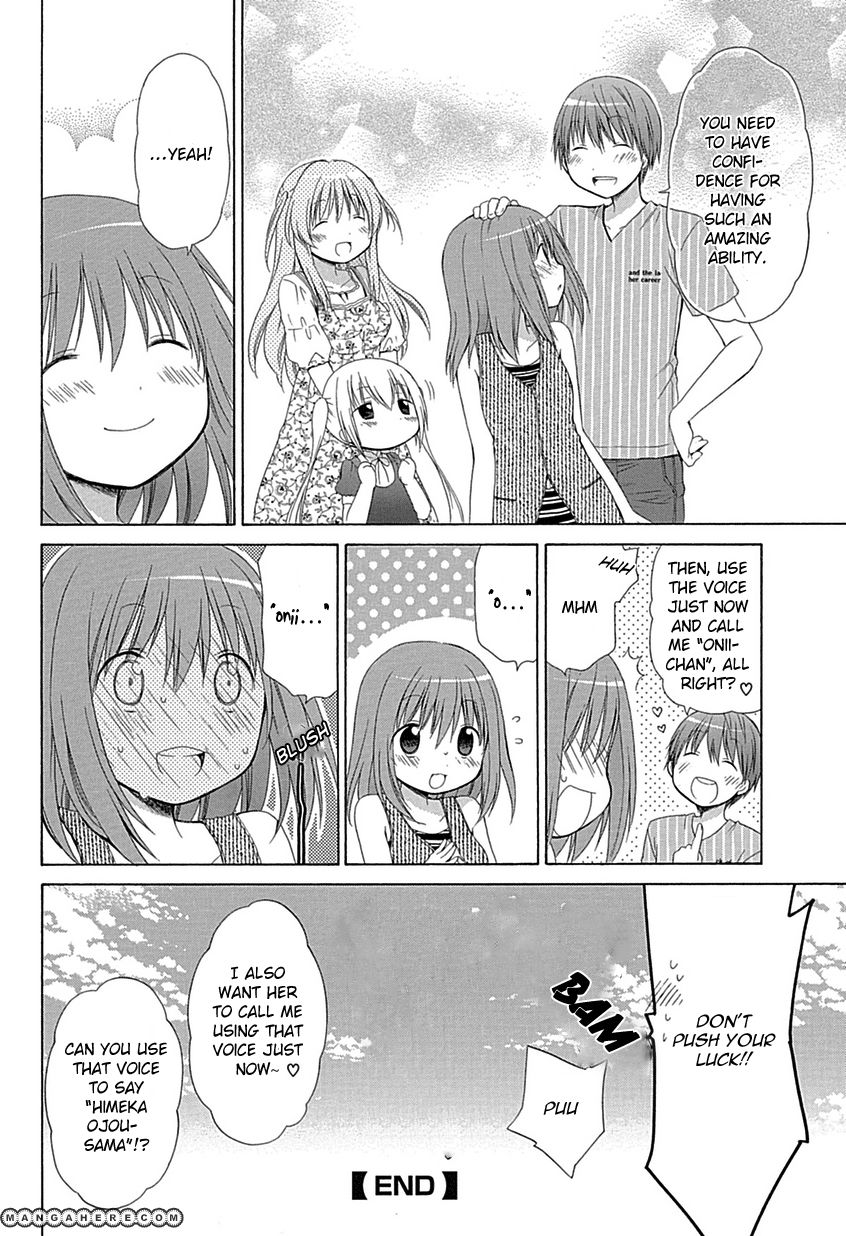 YOU NEED
TO HAVE
CONFI-
DENCE FOR
HAVING
SUCH AN
AMAZING
ABILITY.
and the la
her career
...YEAH!
THEN, USE
THE VOICE
JUST NOW
AND CALL
ME "ONII-
CHAN", ALL
RIGHT? ♡
HUH
MHM
"O..."
"onii..."
BLUSH
DON'T
PUSH YOUR
LUCK!!
BAM
PUU
I ALSO
WANT HER
TO CALL ME
USING THAT
VOICE JUST
NOW~ ♡
CAN YOU USE
THAT VOICE
TO SAY
"HIMEKA
OJOU-
SAMA"!?
【END】
MANGAHERE.COM